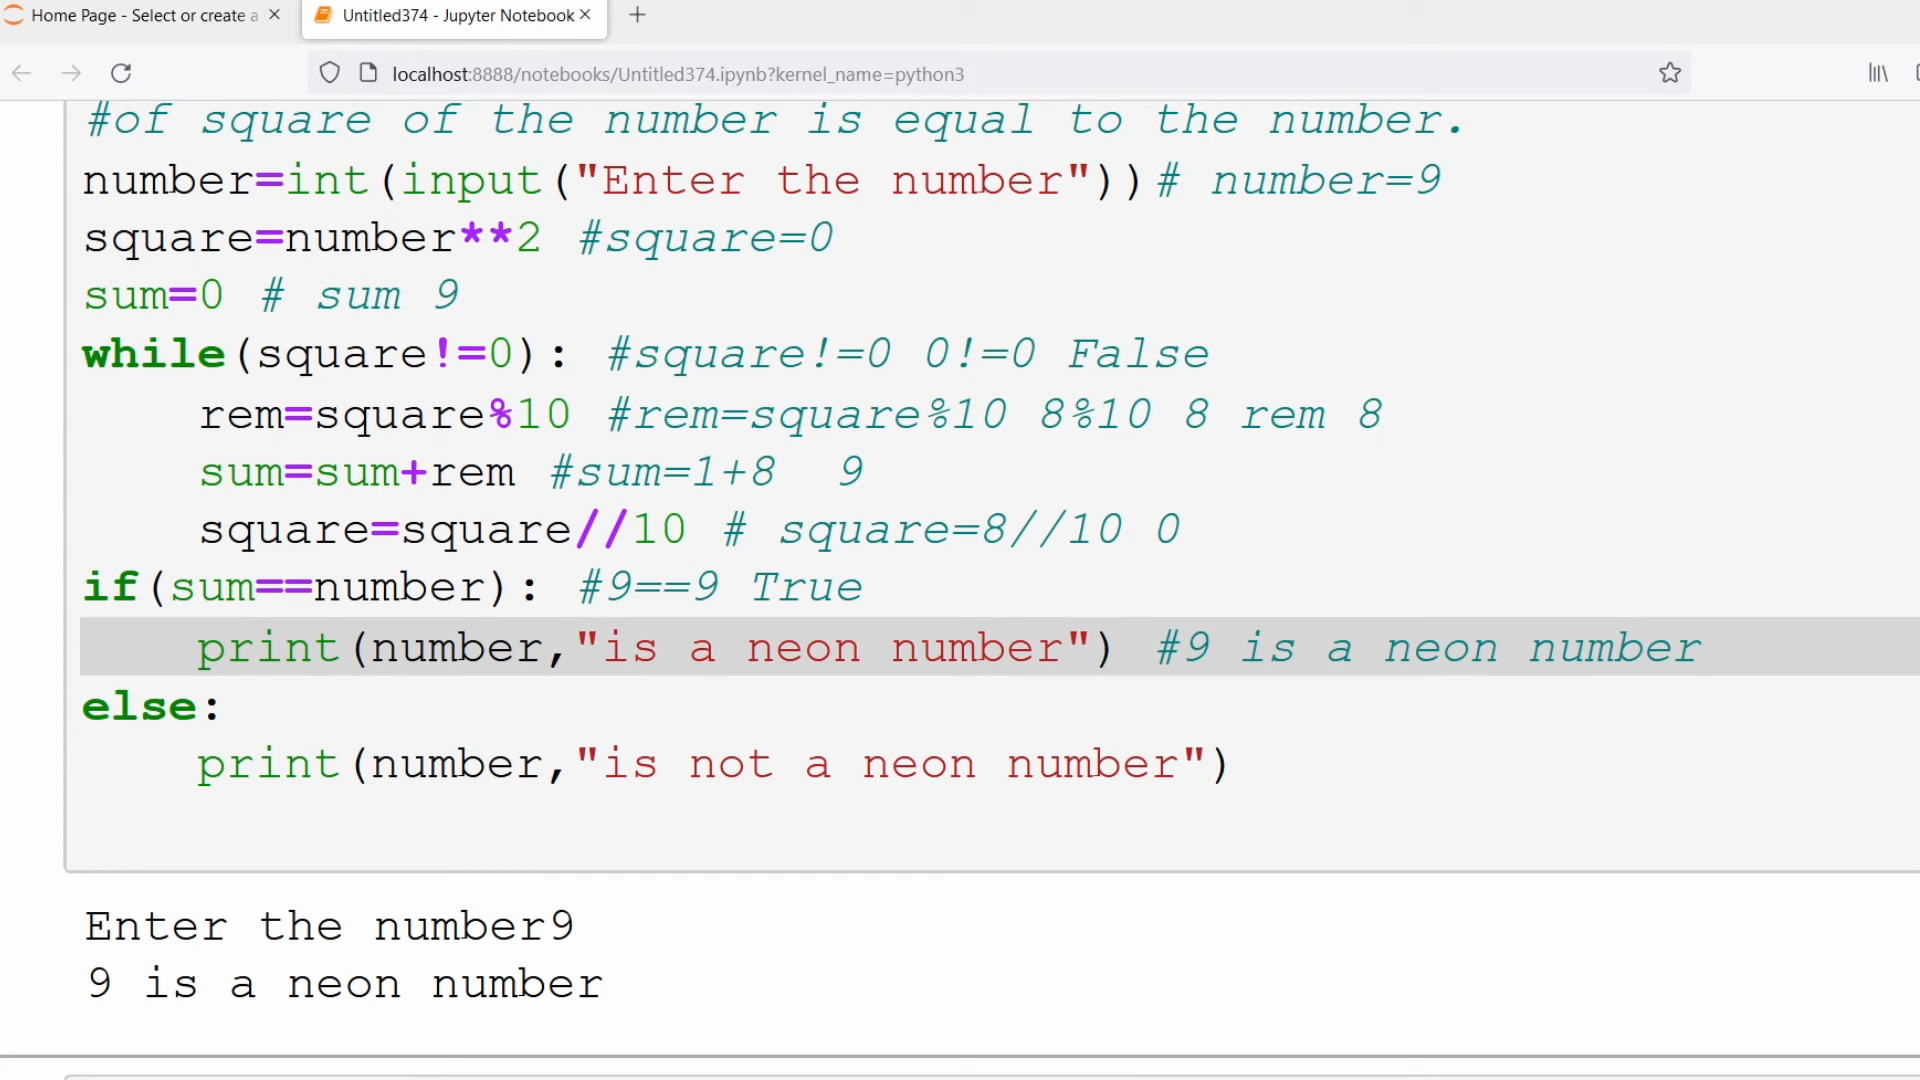 Home Page - Select or create a
Untitled374 - Jupyter Notebook
localhost:8888/notebooks/Untitled374.ipynb?kernel_name=python3
#of square of the number is equal to the number.
number=int(input("Enter the number"))# number=9
square=number**2 #square=0
sum=0 # sum 9
while(square!=0): #square!=0 0!=0 False
    rem=square%10 #rem=square%10 8%10 8 rem 8
    sum=sum+rem #sum=1+8  9
    square=square//10 # square=8//10 0
if(sum==number): #9==9 True
    print(number,"is a neon number") #9 is a neon number
else:
    print(number,"is not a neon number")
Enter the number9
9 is a neon number